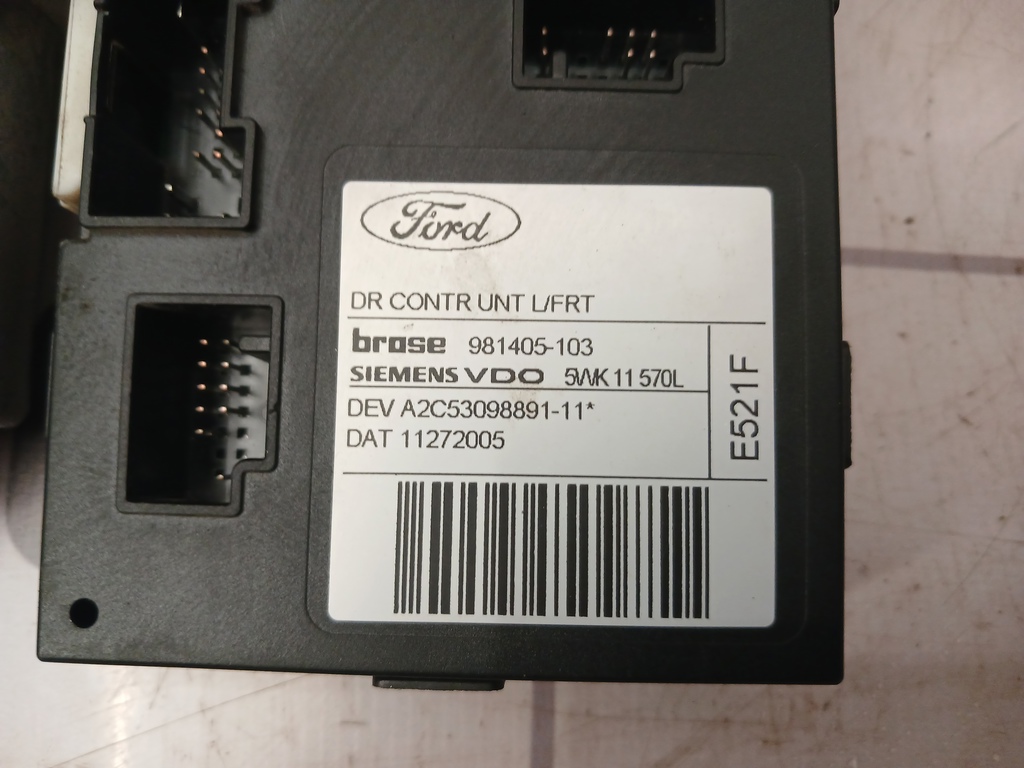 Ford
DR CONTR UNT L/FRT
brose 981405-103
SIEMENS VDO 5WK 11 570L
DEV A2C53098891-11*
DAT 11272005
E521F